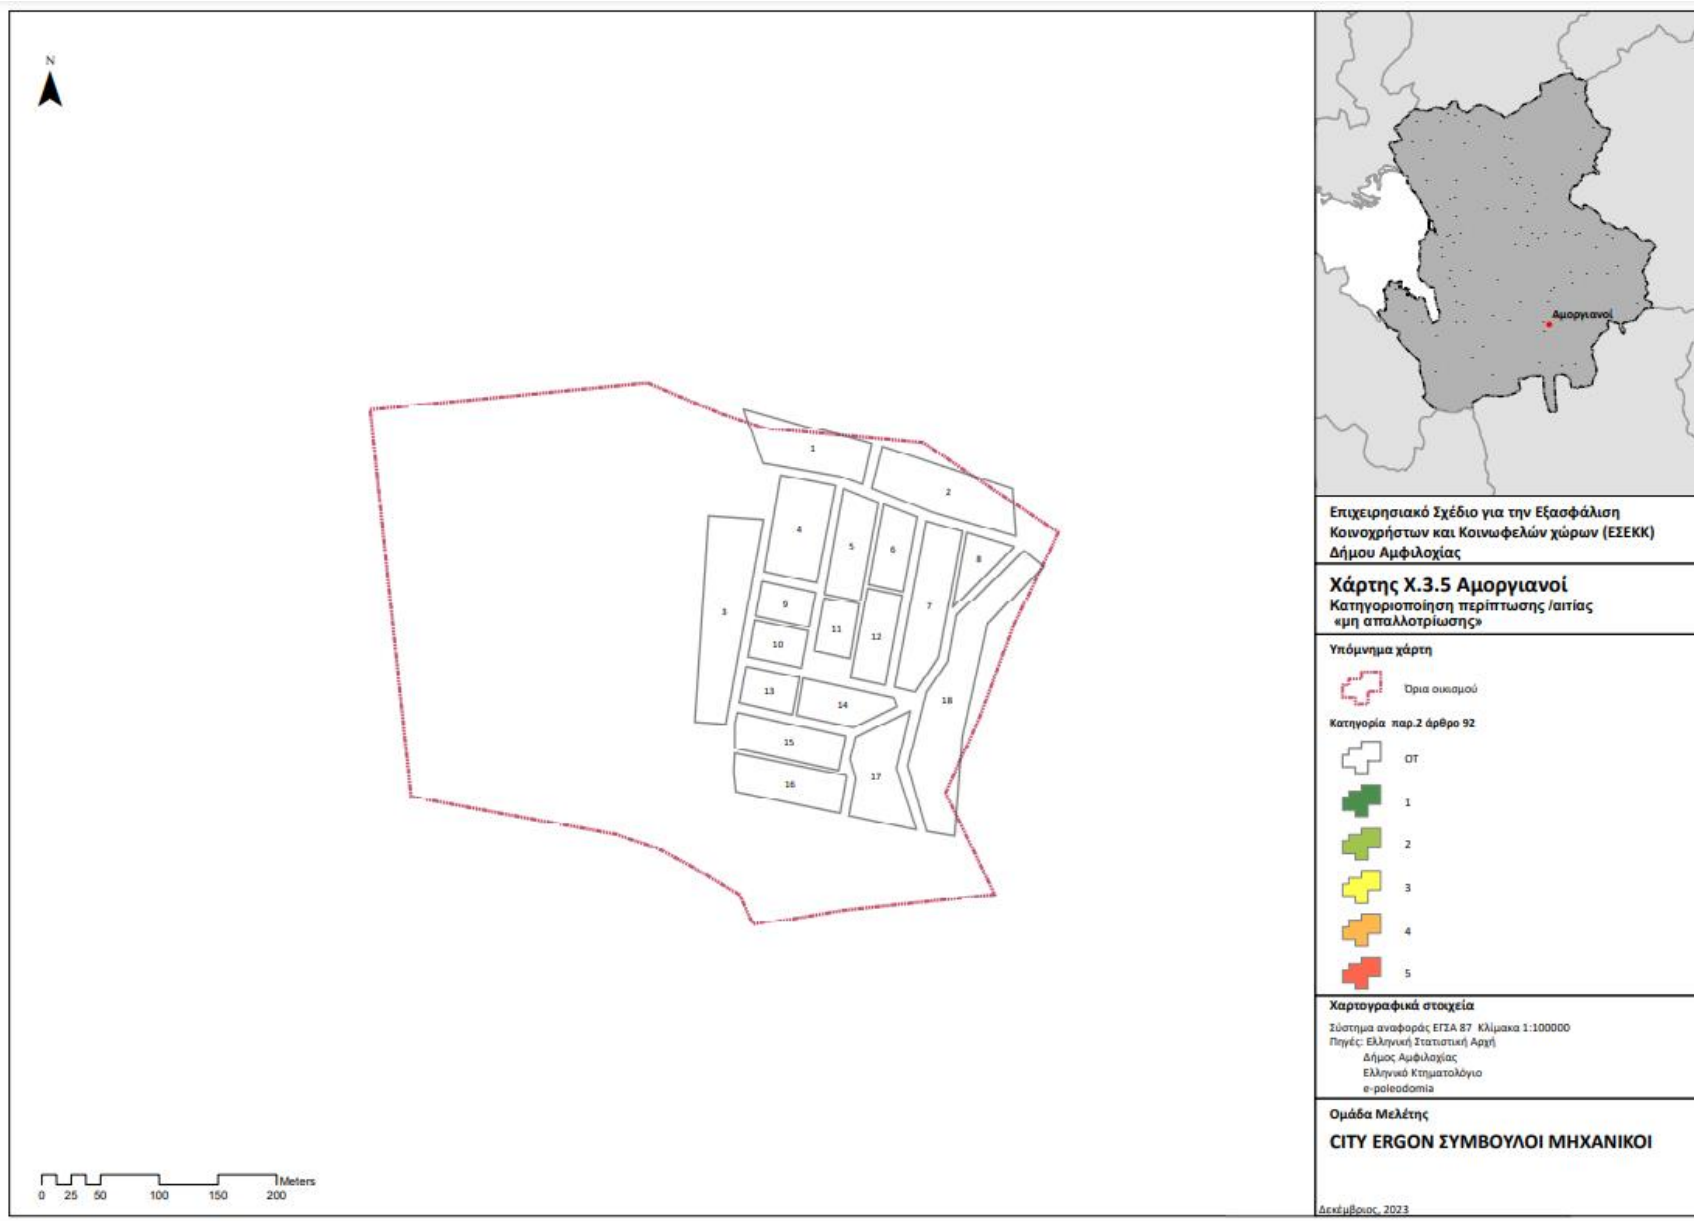 N
Αμοργιανοί
1
2
3
4
5
6
7
8
9
10
11
12
13
14
15
16
17
18
Meters
0 25 50 100 150 200
Επιχειρησιακό Σχέδιο για την Εξασφάλιση
Κοινοχρήστων και Κοινωφελών χώρων (ΕΣΕΚΚ)
Δήμου Αμφιλοχίας
Χάρτης Χ.3.5 Αμοργιανοί
Κατηγοριοποίηση περίπτωσης /αιτίας
«μη απαλλοτρίωσης»
Υπόμνημα χάρτη
Όρια οικισμού
Κατηγορία παρ.2 άρθρο 92
ΟΤ
1
2
3
4
5
Χαρτογραφικά στοιχεία
Σύστημα αναφοράς ΕΓΣΑ 87 Κλίμακα 1:100000
Πηγές: Ελληνική Στατιστική Αρχή
Δήμος Αμφιλοχίας
Ελληνικό Κτηματολόγιο
e-poleodomia
Ομάδα Μελέτης
CITY ERGON ΣΥΜΒΟΥΛΟΙ ΜΗΧΑΝΙΚΟΙ
Δεκέμβριος, 2023